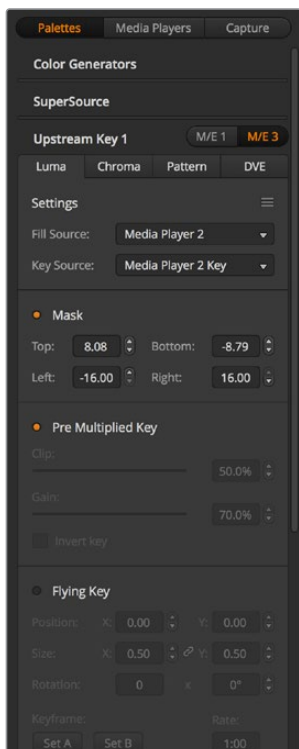 Palettes Media Players Capture
Color Generators
SuperSource
Upstream Key 1 M/E 1 M/E 3
Luma Chroma Pattern DVE
Settings
Fill Source: Media Player 2
Key Source: Media Player 2 Key
Mask
Top: 8.08 Bottom: -8.79
Left: -16.00 Right: 16.00
Pre Multiplied Key
Clip:
50.0%
Gain:
70.0%
Invert key
Flying Key
Position: X: 0.00 Y: 0.00
Size: X: 0.50 Y: 0.50
Rotation: 0 x 0°
Keyframe: Rate:
Set A Set B 1:00